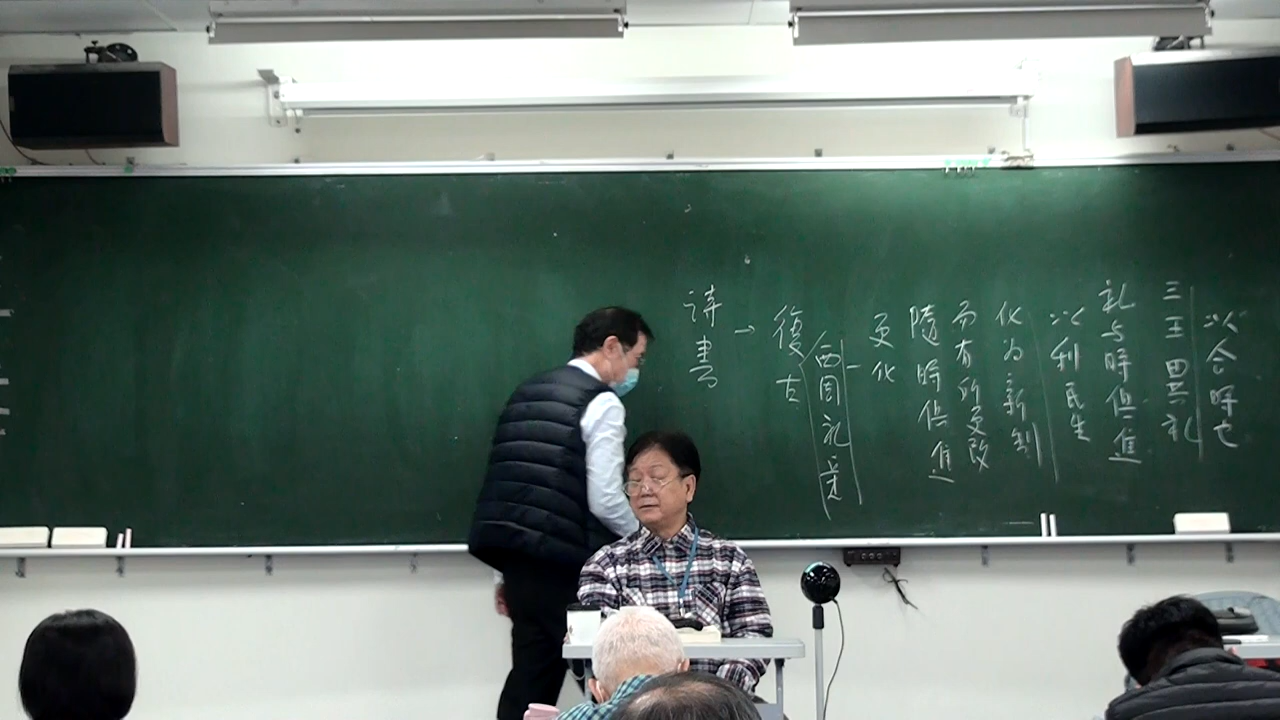 以合時也
三王異礼
礼与時俱進
以利民生
化为新制
而有所更改
隨時俱進
更化
西周礼
復古
詩書 →